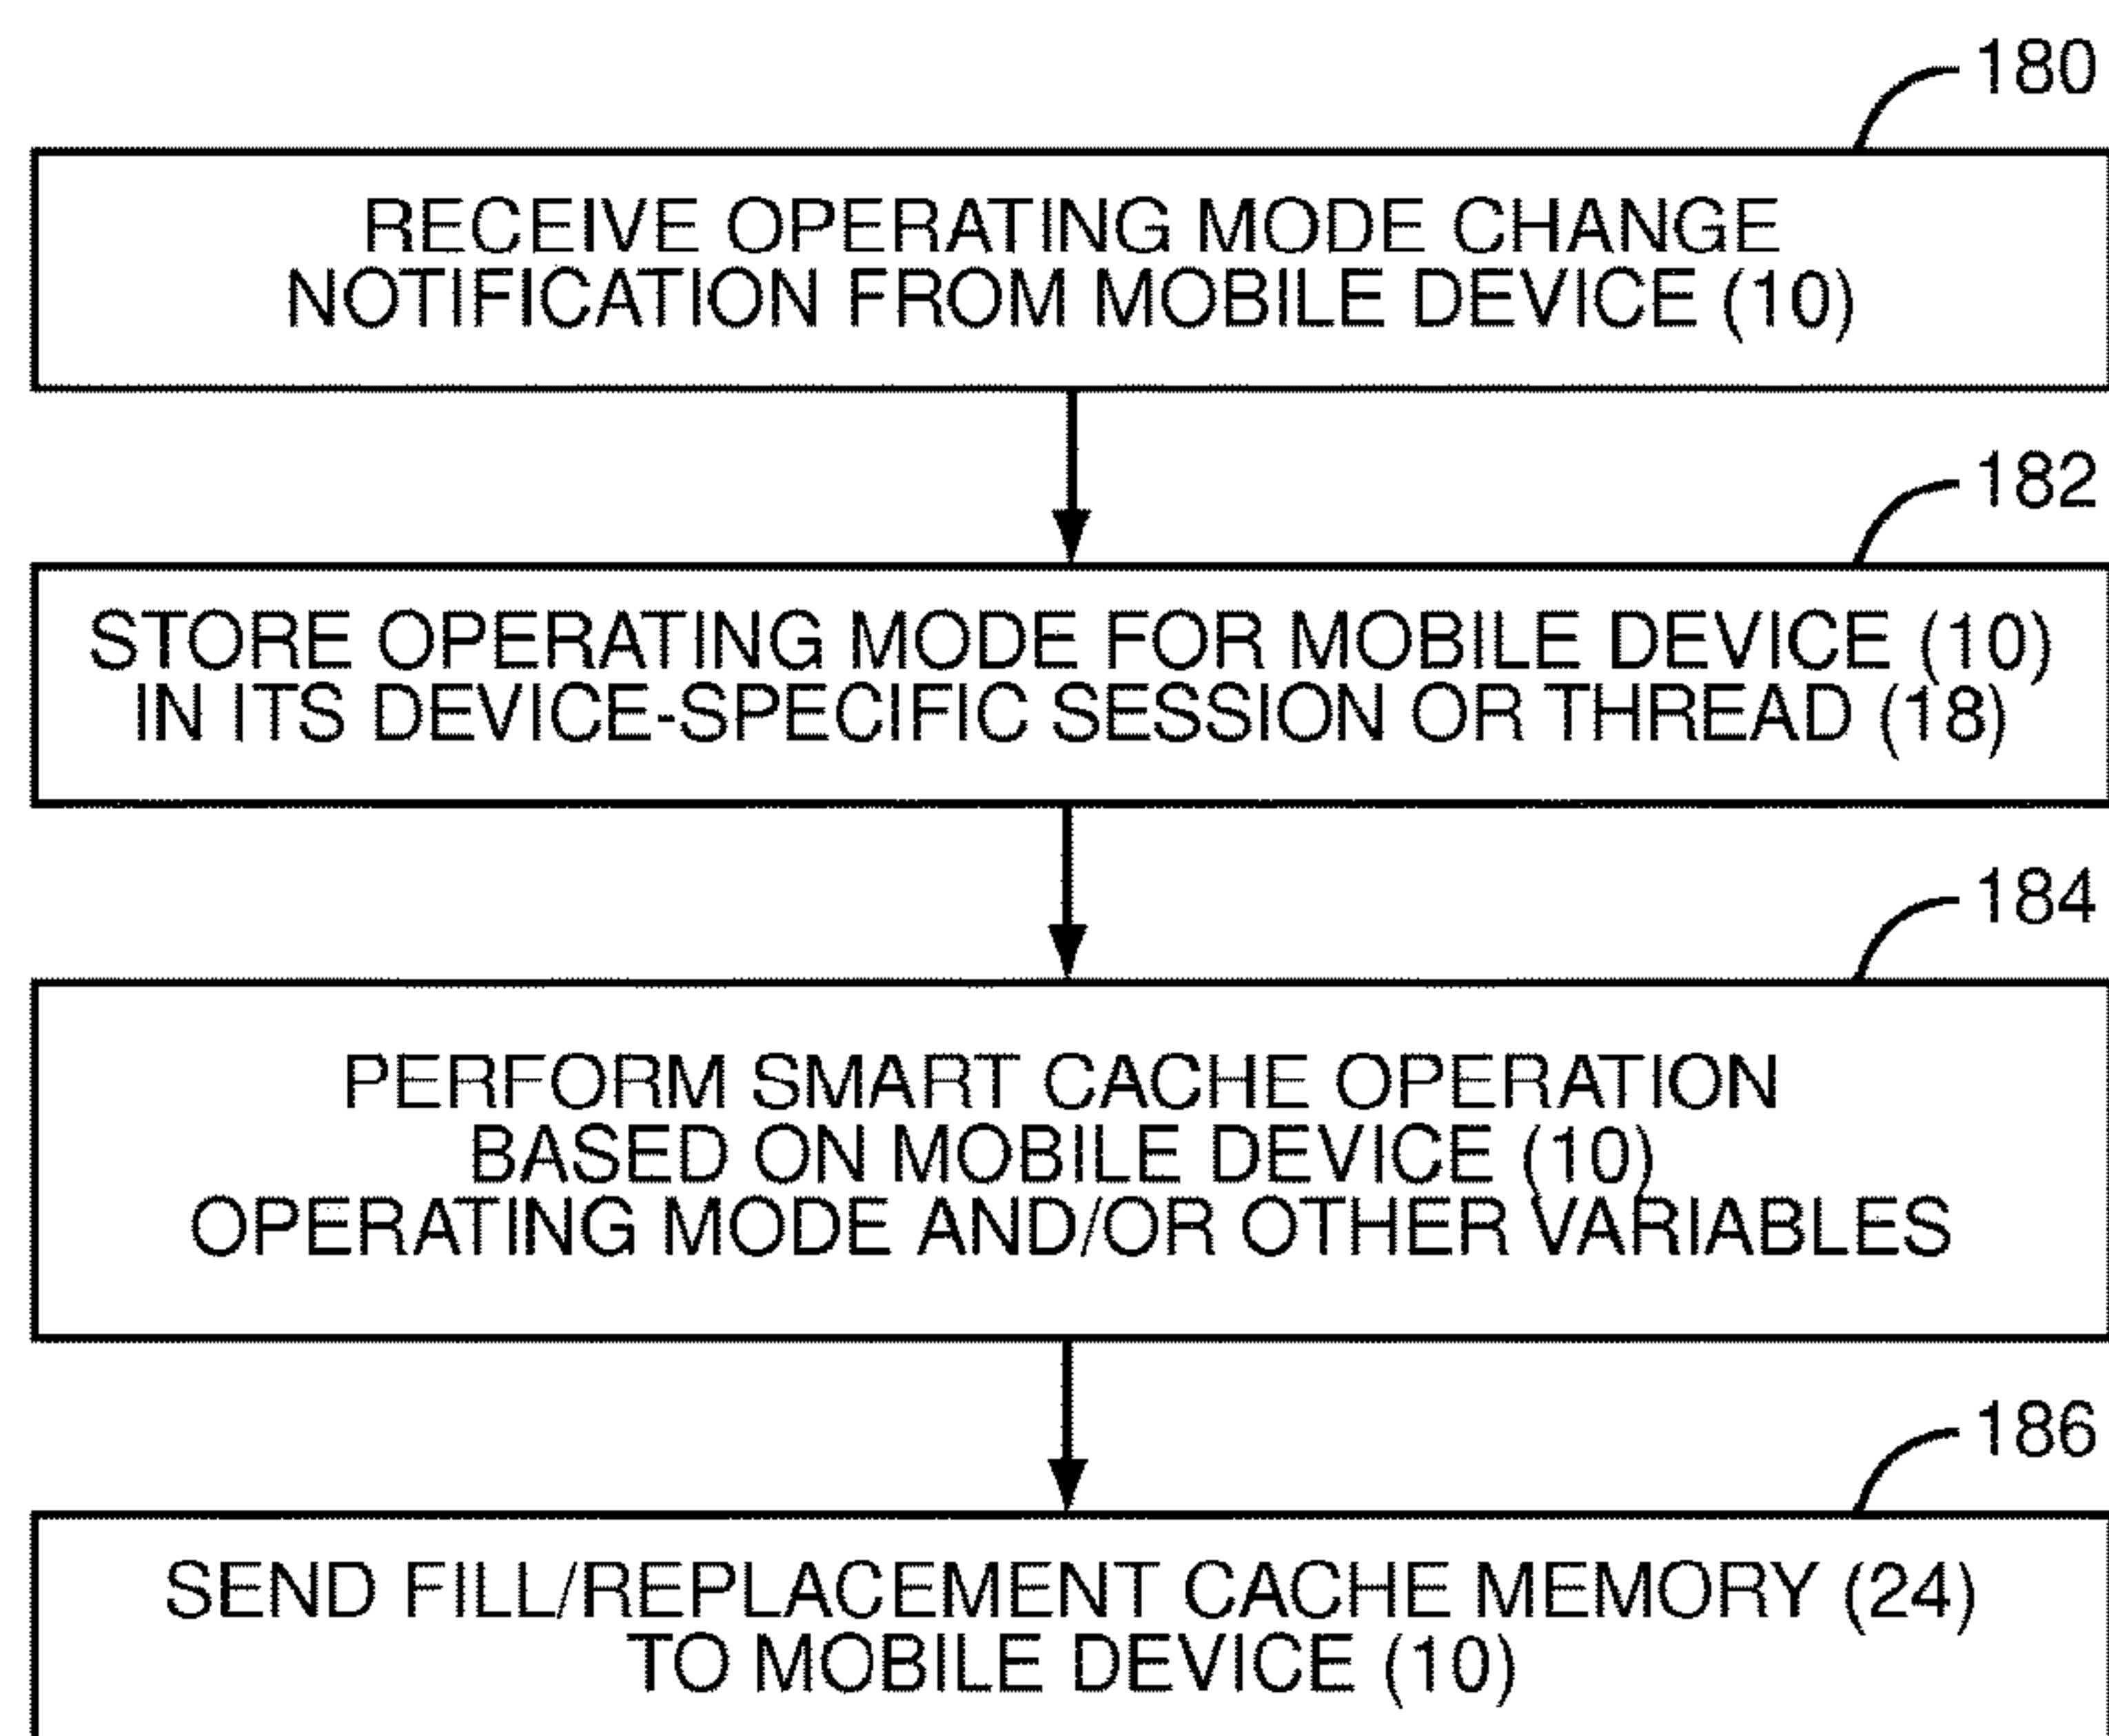 180
RECEIVE OPERATING MODE CHANGE
NOTIFICATION FROM MOBILE DEVICE (10)
182
STORE OPERATING MODE FOR MOBILE DEVICE (10)
IN ITS DEVICE-SPECIFIC SESSION OR THREAD (18)
184
PERFORM SMART CACHE OPERATION
BASED ON MOBILE DEVICE (10)
OPERATING MODE AND/OR OTHER VARIABLES
186
SEND FILL/REPLACEMENT CACHE MEMORY (24)
TO MOBILE DEVICE (10)